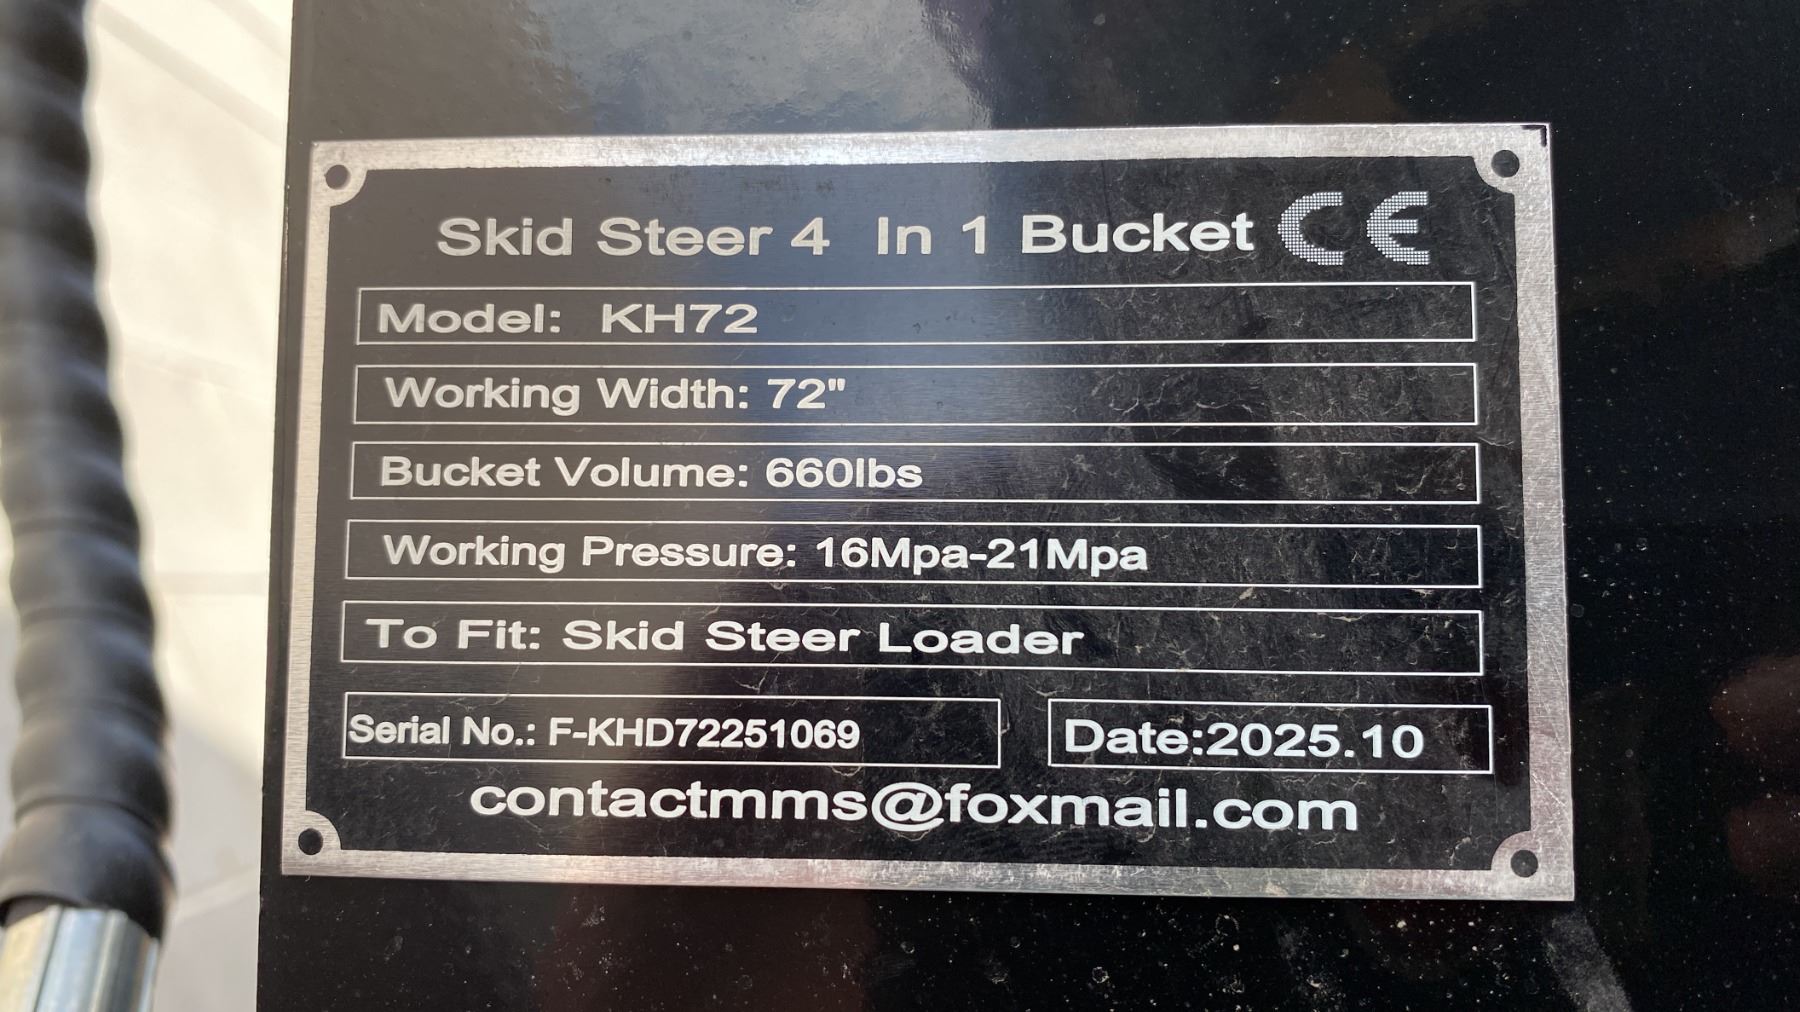 Skid Steer 4 In 1 Bucket CE
Model: KH72
Working Width: 72"
Bucket Volume: 660lbs
Working Pressure: 16Mpa-21Mpa
To Fit: Skid Steer Loader
Serial No.: F-KHD72251069
Date:2025.10
contactmms@foxmail.com